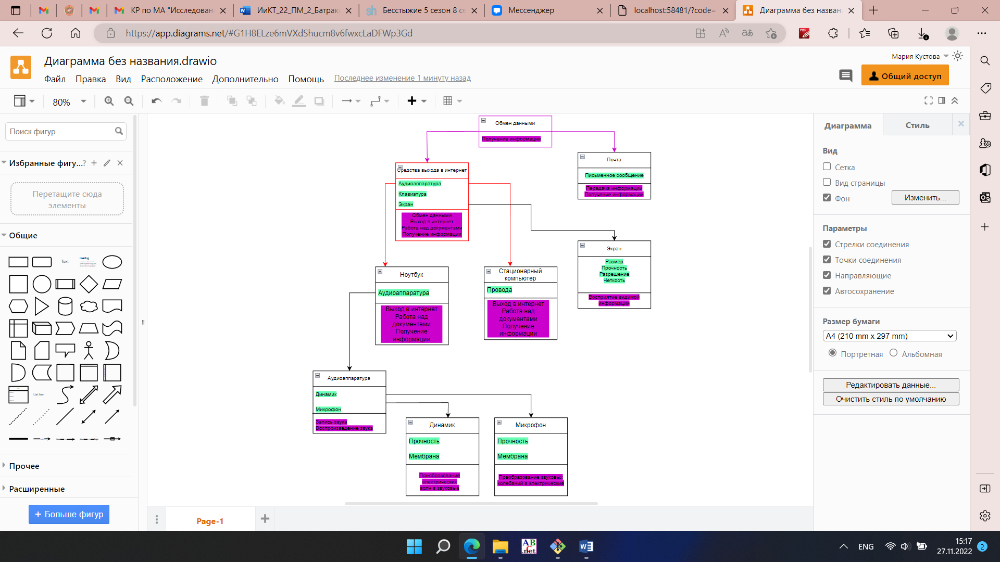 КР по МА "Исследован
ИиКТ_22_ПМ_2_Батрак
Бесстыжие 5 сезон 8 се
Мессенджер
localhost:58481/?code=
Диаграмма без назван
https://app.diagrams.net/#G1H8ELze6mVXdShucm8v6fwxcLaDFWp3Gd
Диаграмма без названия.drawio
Мария Кустова
Файл Правка Вид Расположение Дополнительно Помощь Последнее изменение 1 минуту назад
Общий доступ
80%
Поиск фигур
Избранные фигу...?
Перетащите сюда
элементы
Общие
Text
Heading
List Item
Прочее
Расширенные
+ Больше фигур
Обмен данными
Получение информации
Почта
Письменное сообщение
Передача информации
Получение информации
Средства выхода в интернет
Аудиоаппаратура
Клавиатура
Экран
Обмен данными
Выход в интернет
Работа над документами
Получение информации
Экран
Размер
Прочность
Разрешение
Четкость
Восприятие видимой
информации
Ноутбук
Аудиоаппаратура
Выход в интернет
Работа над
документами
Получение
информации
Стационарный
компьютер
Провода
Выход в интернет
Работа над
документами
Получение
информации
Аудиоаппаратура
Динамик
Микрофон
Запись звука
Воспроизведение звука
Динамик
Прочность
Мембрана
Преобразование
электрических
волн в звуковые
Микрофон
Прочность
Мембрана
Преобразование звуковых
колебаний в электрические
Page-1
Диаграмма
Стиль
Вид
Сетка
Вид страницы
Фон
Изменить...
Параметры
Стрелки соединения
Точки соединения
Направляющие
Автосохранение
Размер бумаги
A4 (210 mm x 297 mm)
Портретная Альбомная
Редактировать данные...
Очистить стиль по умолчанию
ENG
15:17
27.11.2022
2